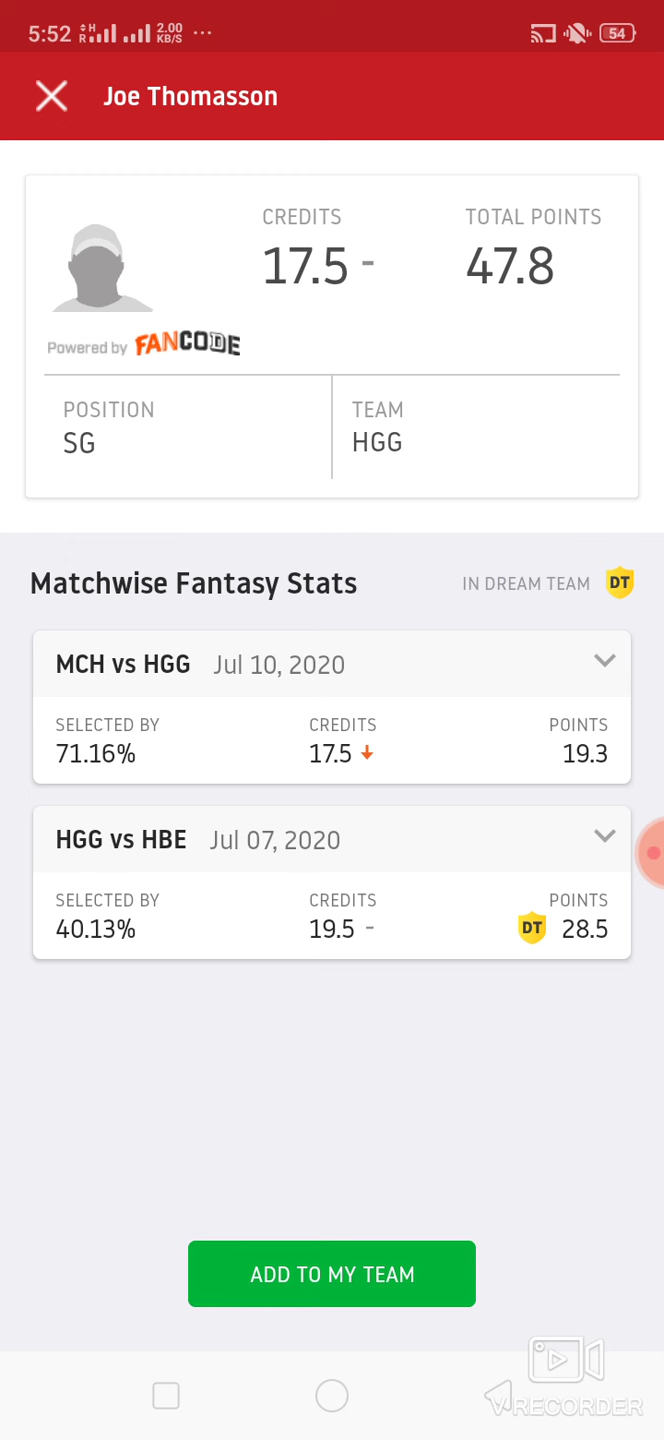 5:52 H R 2.00 KB/S ... 54
Joe Thomasson
CREDITS TOTAL POINTS
17.5 - 47.8
Powered by FANCODE
POSITION TEAM
SG HGG
Matchwise Fantasy Stats IN DREAM TEAM DT
MCH vs HGG Jul 10, 2020
SELECTED BY CREDITS POINTS
71.16% 17.5 19.3
HGG vs HBE Jul 07, 2020
SELECTED BY CREDITS POINTS
40.13% 19.5 - DT 28.5
ADD TO MY TEAM
VRECORDER